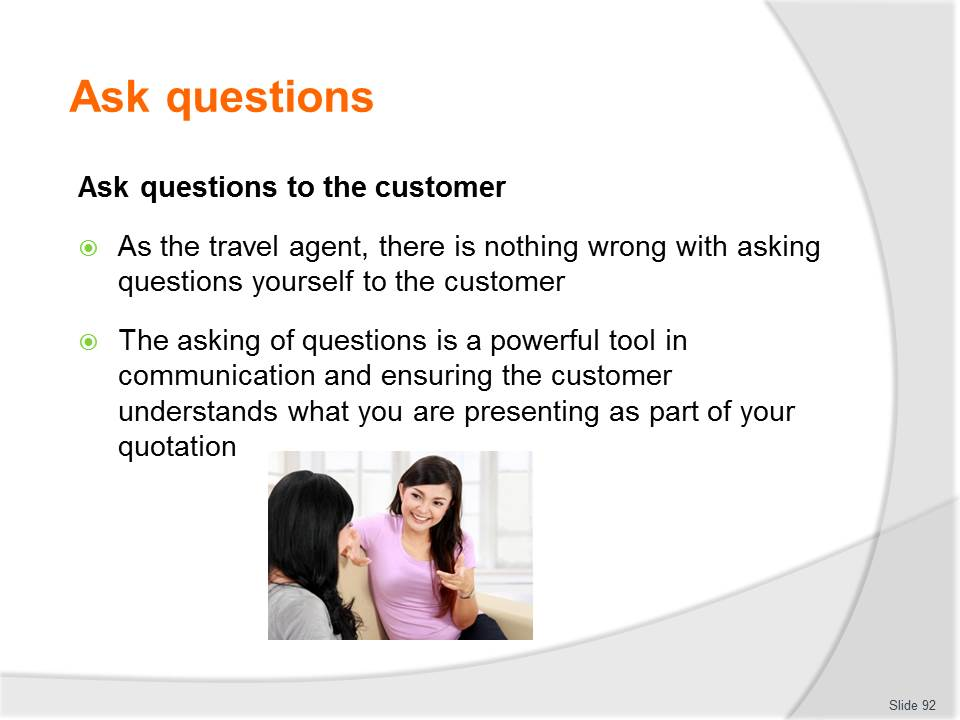 Ask questions
Ask questions to the customer
As the travel agent, there is nothing wrong with asking
questions yourself to the customer
The asking of questions is a powerful tool in
communication and ensuring the customer
understands what you are presenting as part of your
quotation
Slide 92